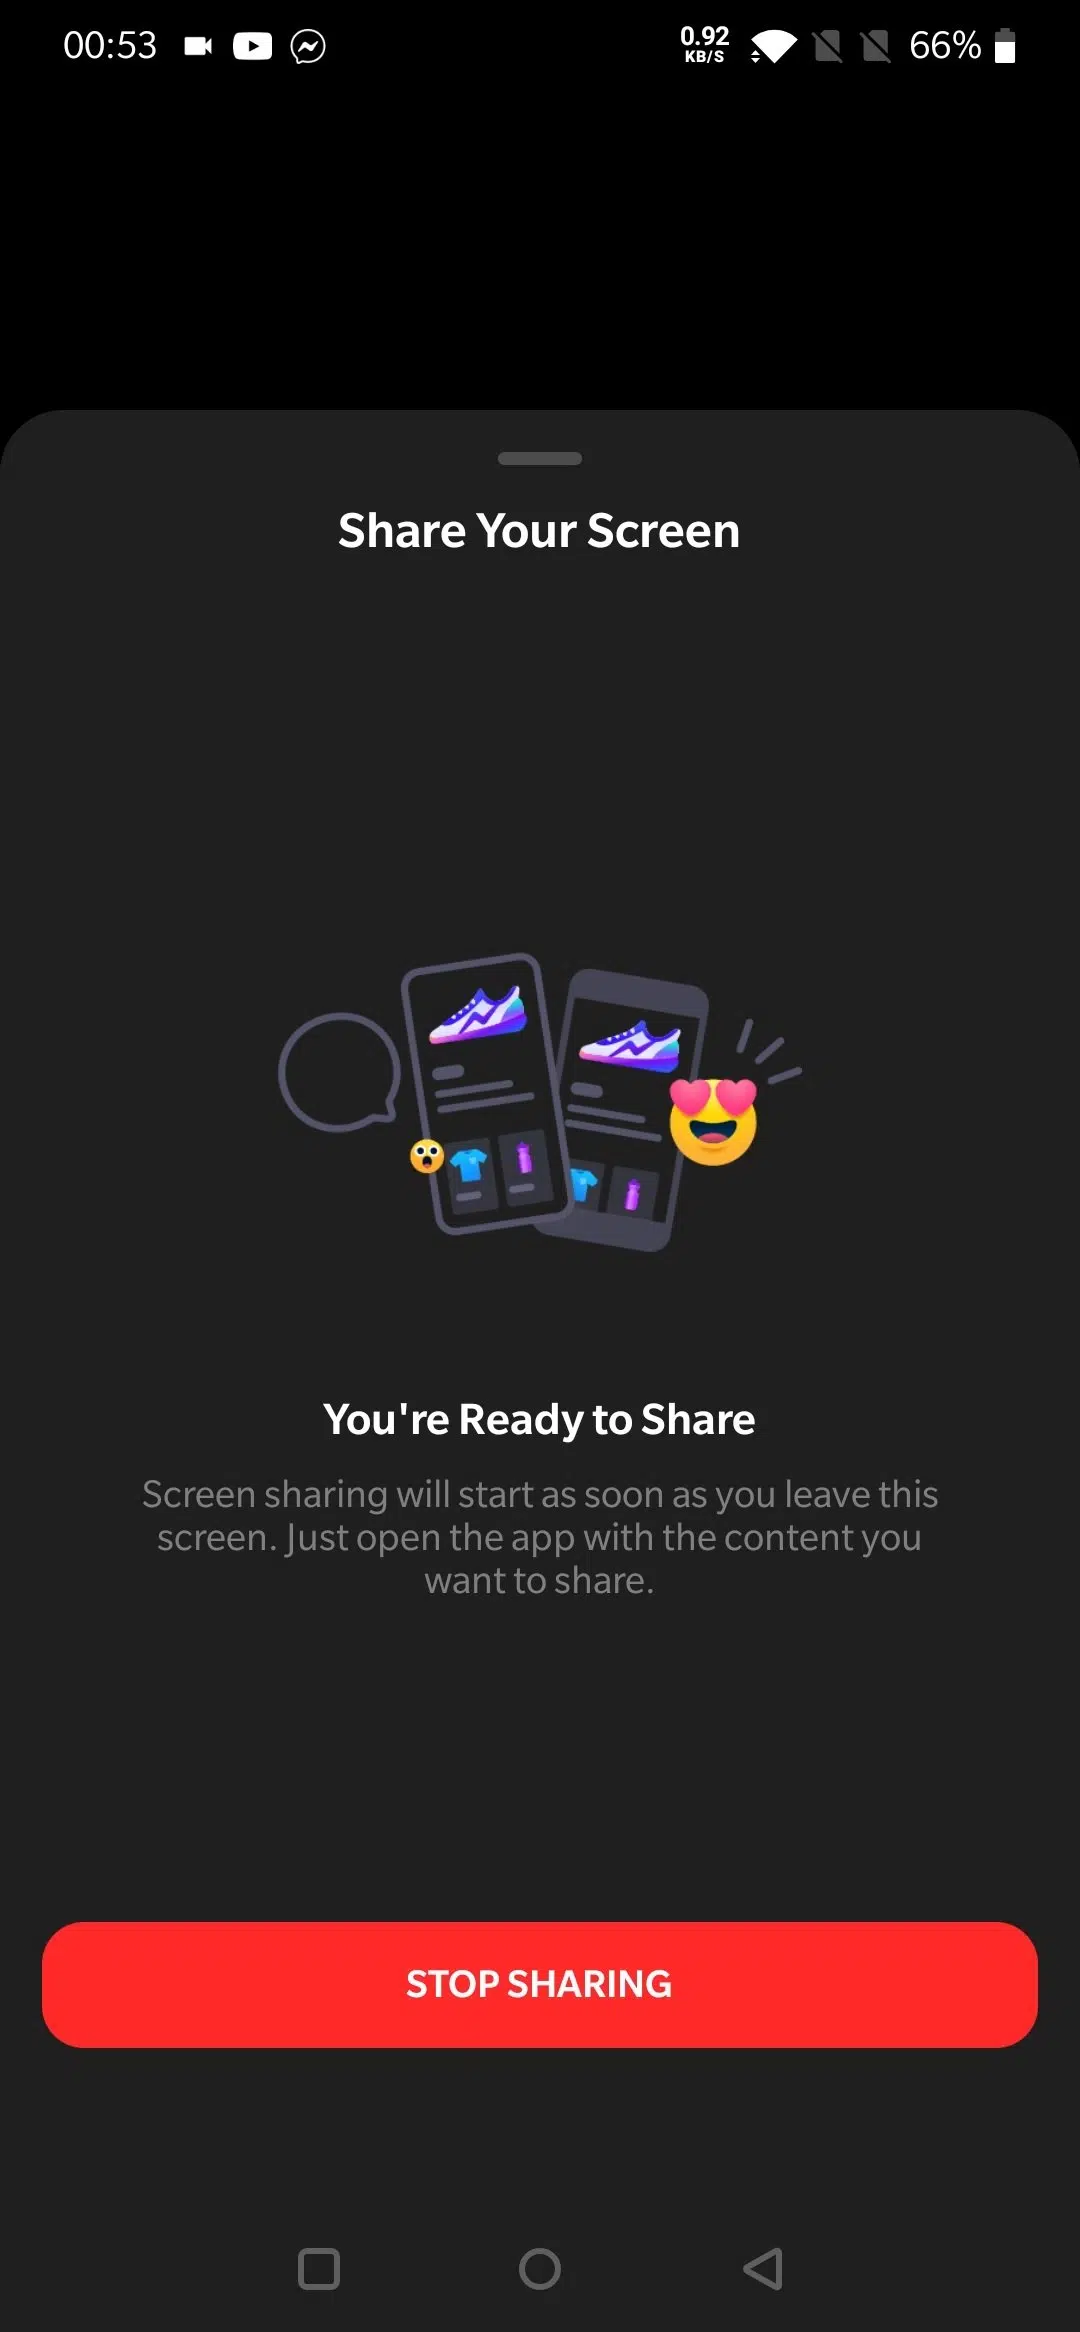 00:53
0.92
KB/S
66%
Share Your Screen
You're Ready to Share
Screen sharing will start as soon as you leave this
screen. Just open the app with the content you
want to share.
STOP SHARING